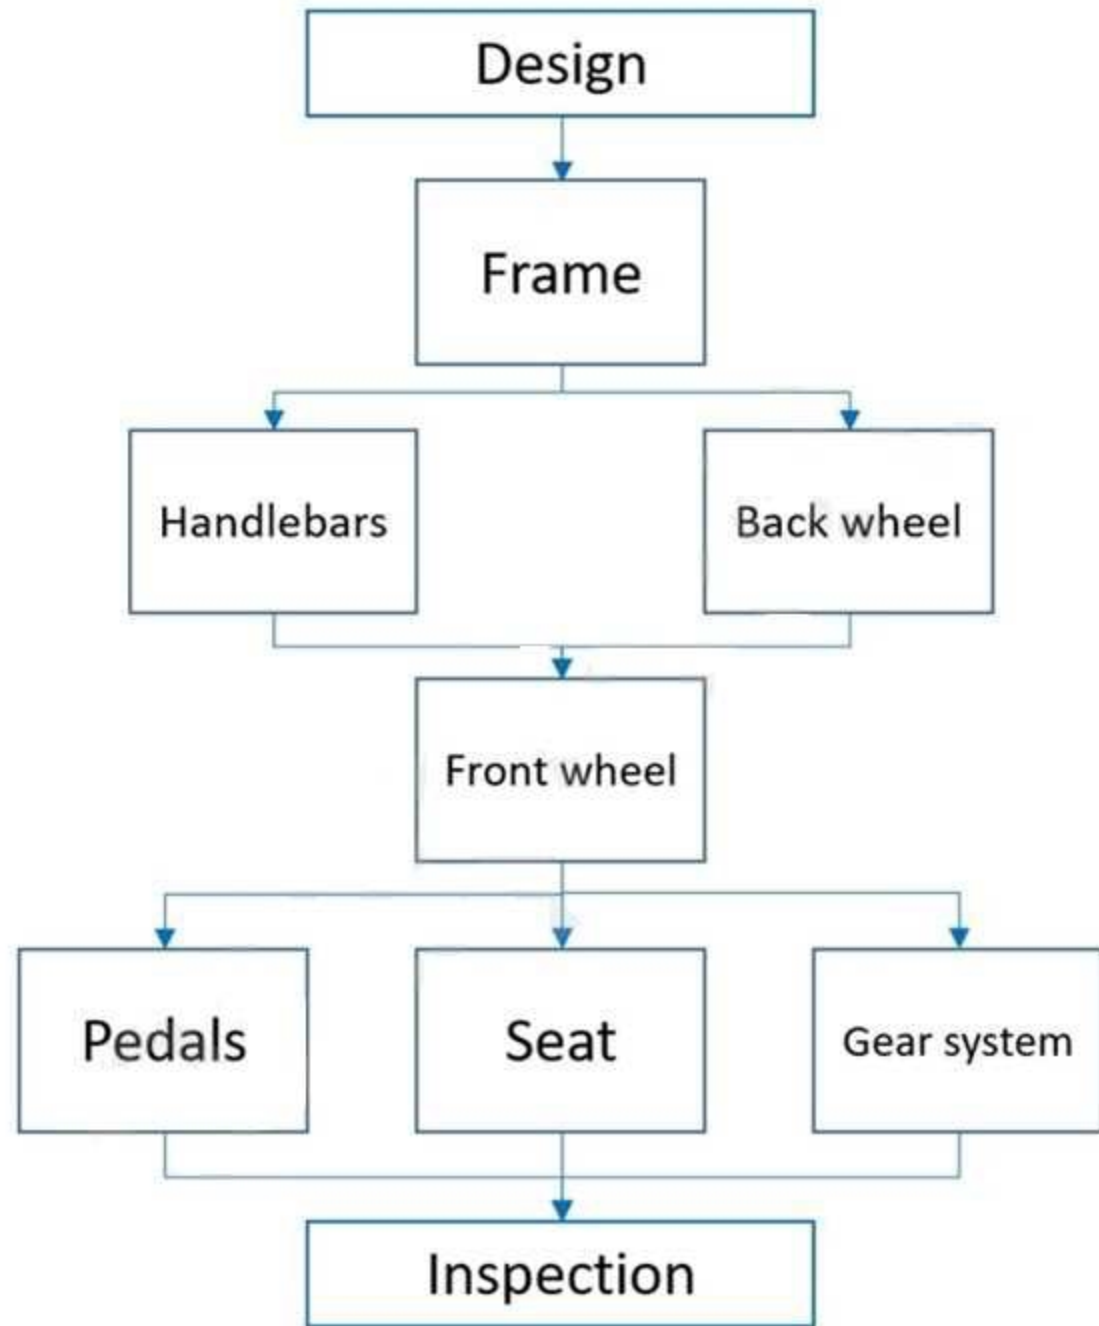 Design
Frame
Handlebars
Back wheel
Front wheel
Pedals
Seat
Gear system
Inspection